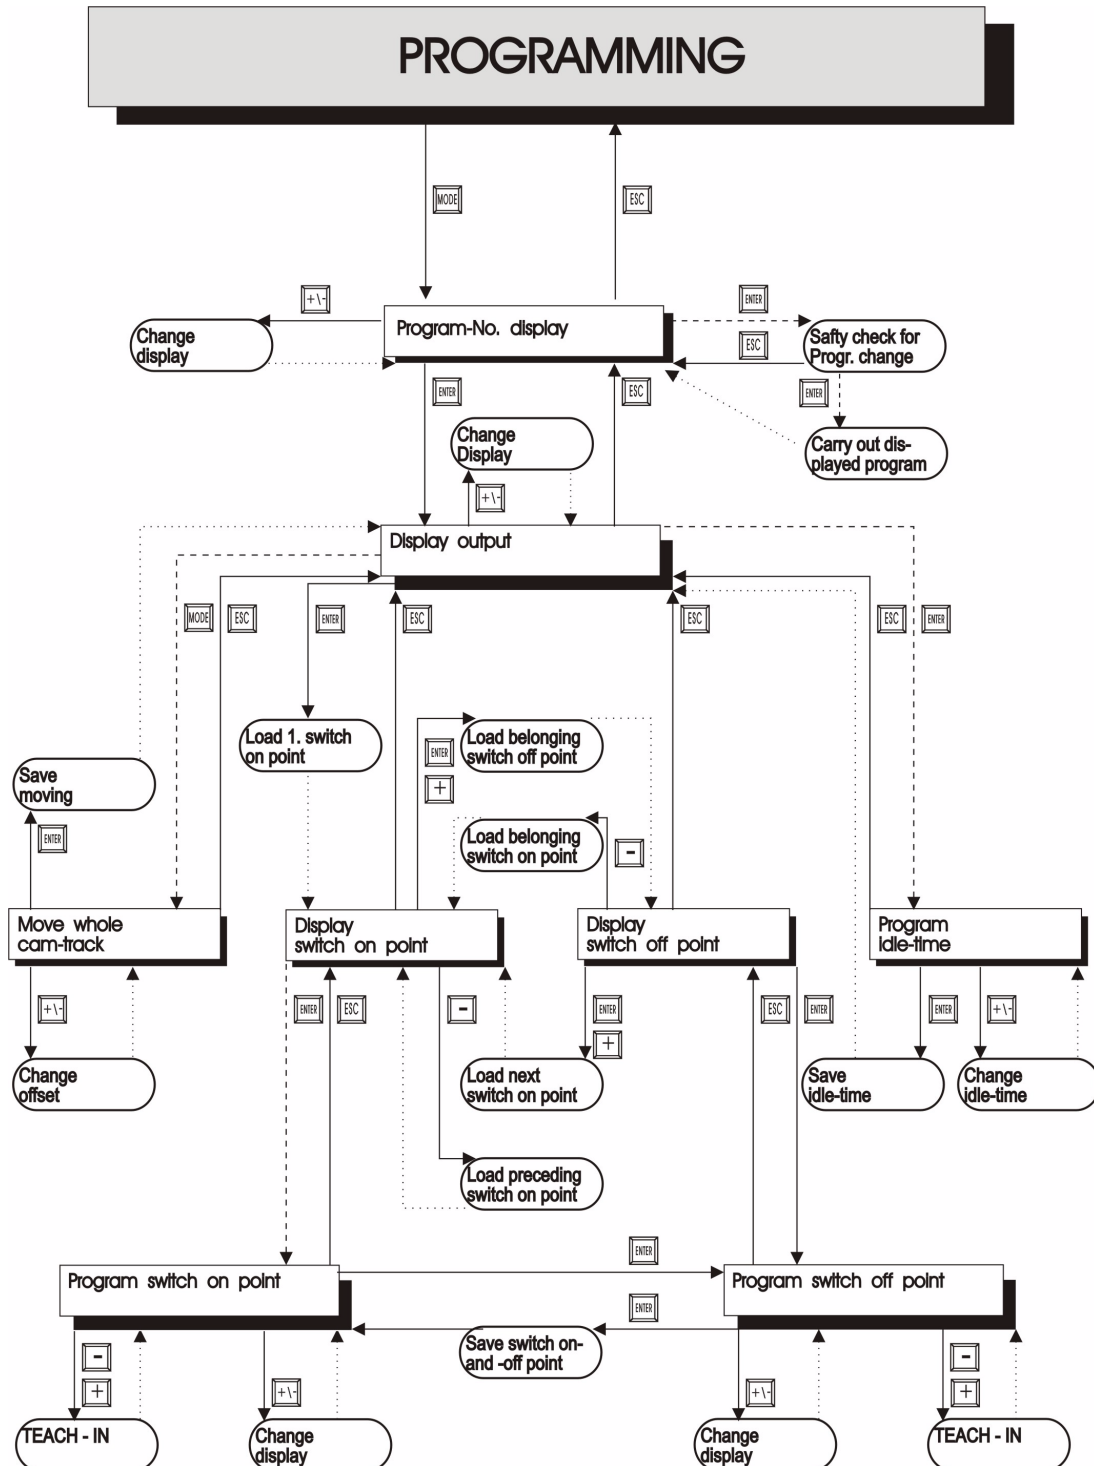 PROGRAMMING
MODE
ESC
+\-
ENTER
Change
display
Program-No. display
Safty check for
Progr. change
ESC
ENTER
ESC
ENTER
Change
Display
Carry out dis-
played program
+\-
Display output
MODE
ESC
ENTER
ESC
ESC
ESC
ENTER
Load 1. switch
on point
Load belonging
switch off point
ENTER
+
Save
moving
Load belonging
switch on point
ENTER
-
Move whole
cam-track
Display
switch on point
Display
switch off point
Program
idle-time
+\-
ENTER
ESC
-
ENTER
+
ESC
ENTER
ENTER
+\-
Change
offset
Load next
switch on point
Save
idle-time
Change
idle-time
Load preceding
switch on point
ENTER
Program switch on point
Program switch off point
ENTER
Save switch on-
and -off point
-
+
+\-
+\-
-
+
TEACH - IN
Change
display
Change
display
TEACH - IN